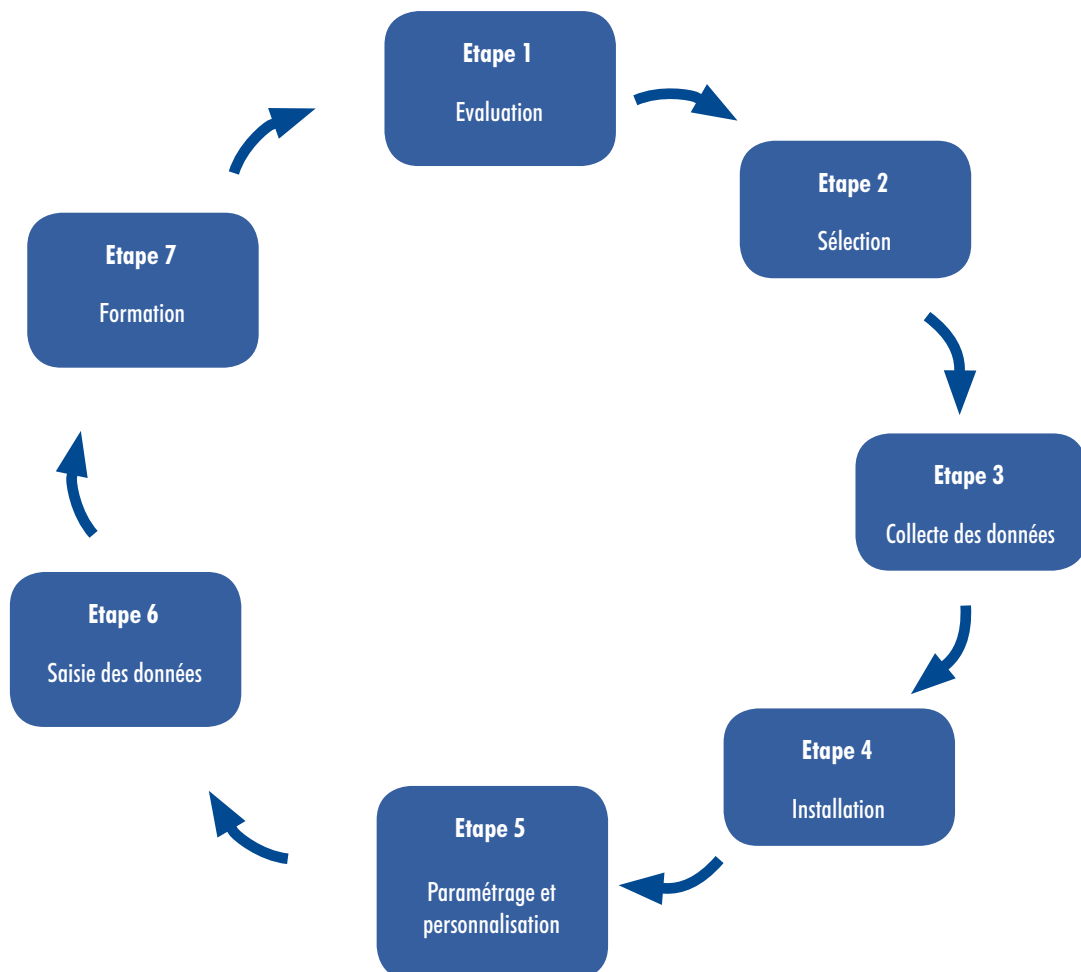 Etape 1
Evaluation
Etape 2
Sélection
Etape 3
Collecte des données
Etape 4
Installation
Etape 5
Paramétrage et
personnalisation
Etape 6
Saisie des données
Etape 7
Formation